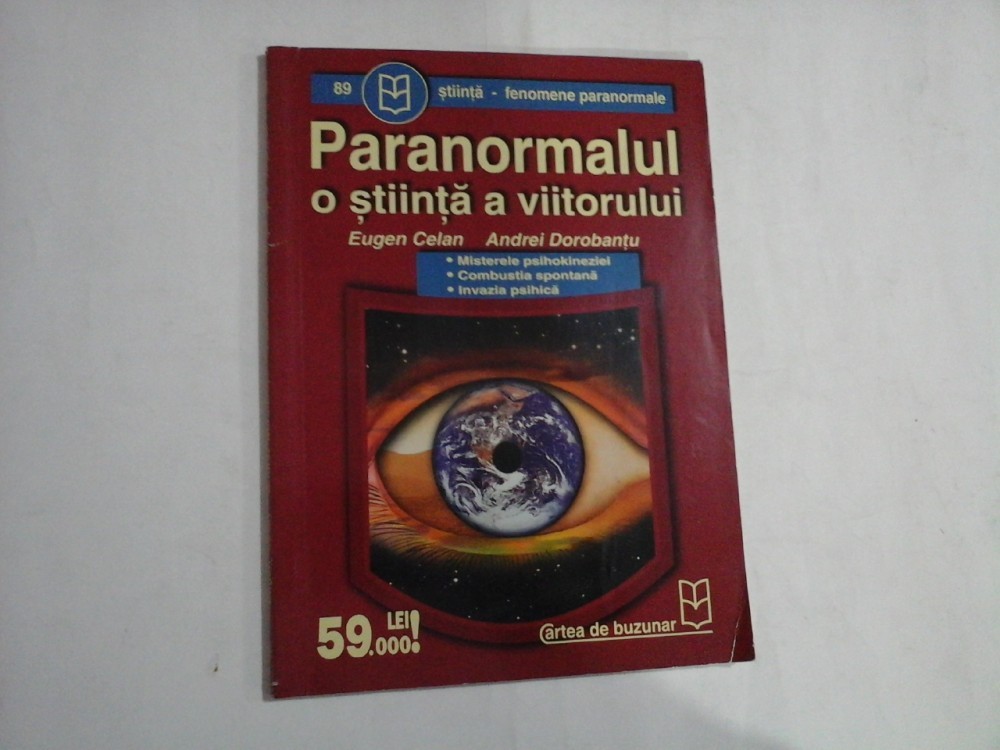 89 știință - fenomene paranormale
Paranormalul
o știință a viitorului
Eugen Celan Andrei Dorobanțu
• Misterele psihokineziei
• Combustia spontană
• Invazia psihică
59.000! LEI
Cartea de buzunar